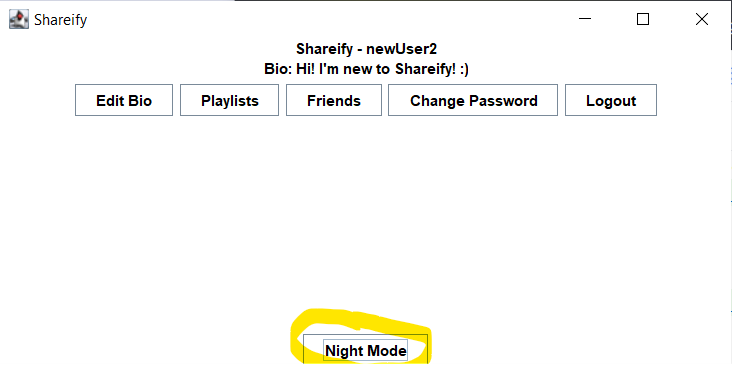 Shareify
Shareify - newUser2
Bio: Hi! I'm new to Shareify! :)
Edit Bio Playlists Friends Change Password Logout
Night Mode